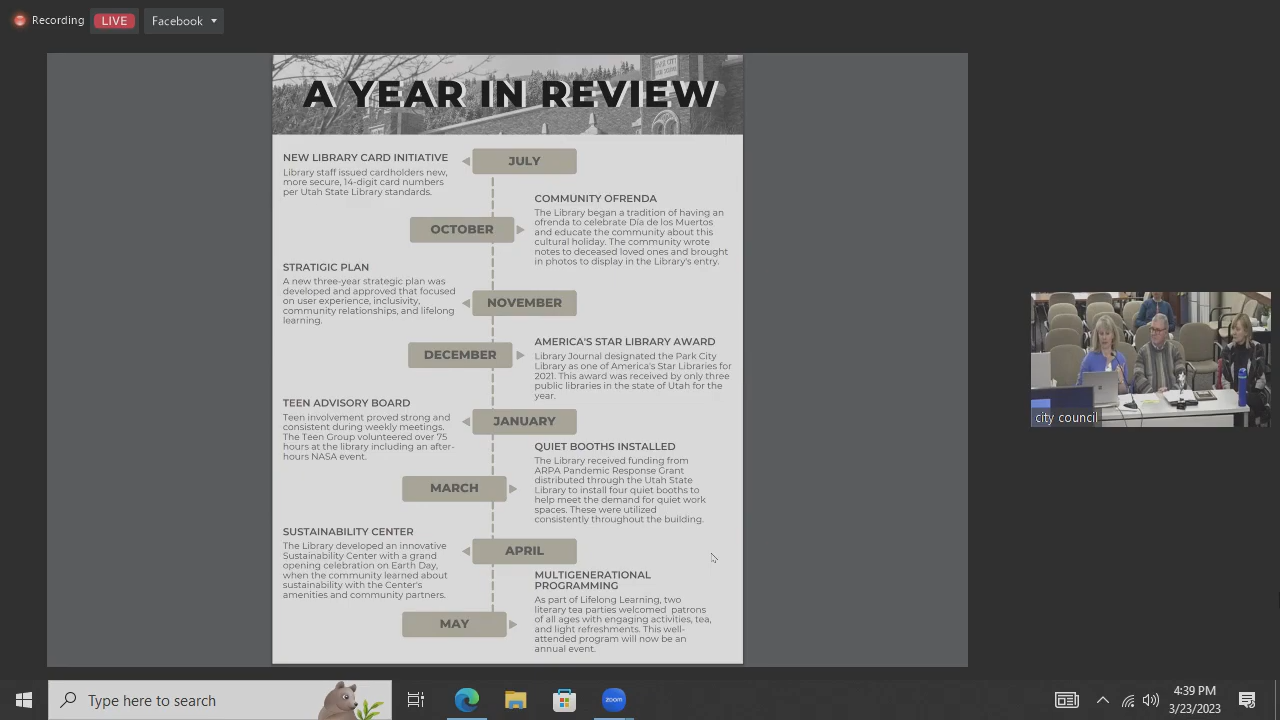 Recording
LIVE
Facebook
A YEAR IN REVIEW
JULY
NEW LIBRARY CARD INITIATIVE
Library staff issued cardholders new,
more secure, 14-digit card numbers
per Utah State Library standards.
OCTOBER
COMMUNITY OFRENDA
The Library began a tradition of having an
ofrenda to celebrate Día de los Muertos
and educate the community about this
cultural holiday. The community wrote
notes to deceased loved ones and brought
in photos to display in the Library's entry.
STRATIGIC PLAN
A new three-year strategic plan was
developed and approved that focused
on user experience, inclusivity,
community relationships, and lifelong
learning.
NOVEMBER
DECEMBER
AMERICA'S STAR LIBRARY AWARD
Library Journal designated the Park City
Library as one of America's Star Libraries for
2021. This award was received by only three
public libraries in the state of Utah for the
year.
TEEN ADVISORY BOARD
Teen involvement proved strong and
consistent during weekly meetings.
The Teen Group volunteered over 75
hours at the library including an after-
hours NASA event.
JANUARY
MARCH
QUIET BOOTHS INSTALLED
The Library received funding from
ARPA Pandemic Response Grant
distributed through the Utah State
Library to install four quiet booths to
help meet the demand for quiet work
spaces. These were utilized
consistently throughout the building.
SUSTAINABILITY CENTER
The Library developed an innovative
Sustainability Center with a grand
opening celebration on Earth Day,
when the community learned about
sustainability with the Center's
amenities and community partners.
APRIL
MAY
MULTIGENERATIONAL
PROGRAMMING
As part of Lifelong Learning, two
literary tea parties welcomed patrons
of all ages with engaging activities, tea,
and light refreshments. This well-
attended program will now be an
annual event.
city council
Type here to search
zoom
4:39 PM
3/23/2023